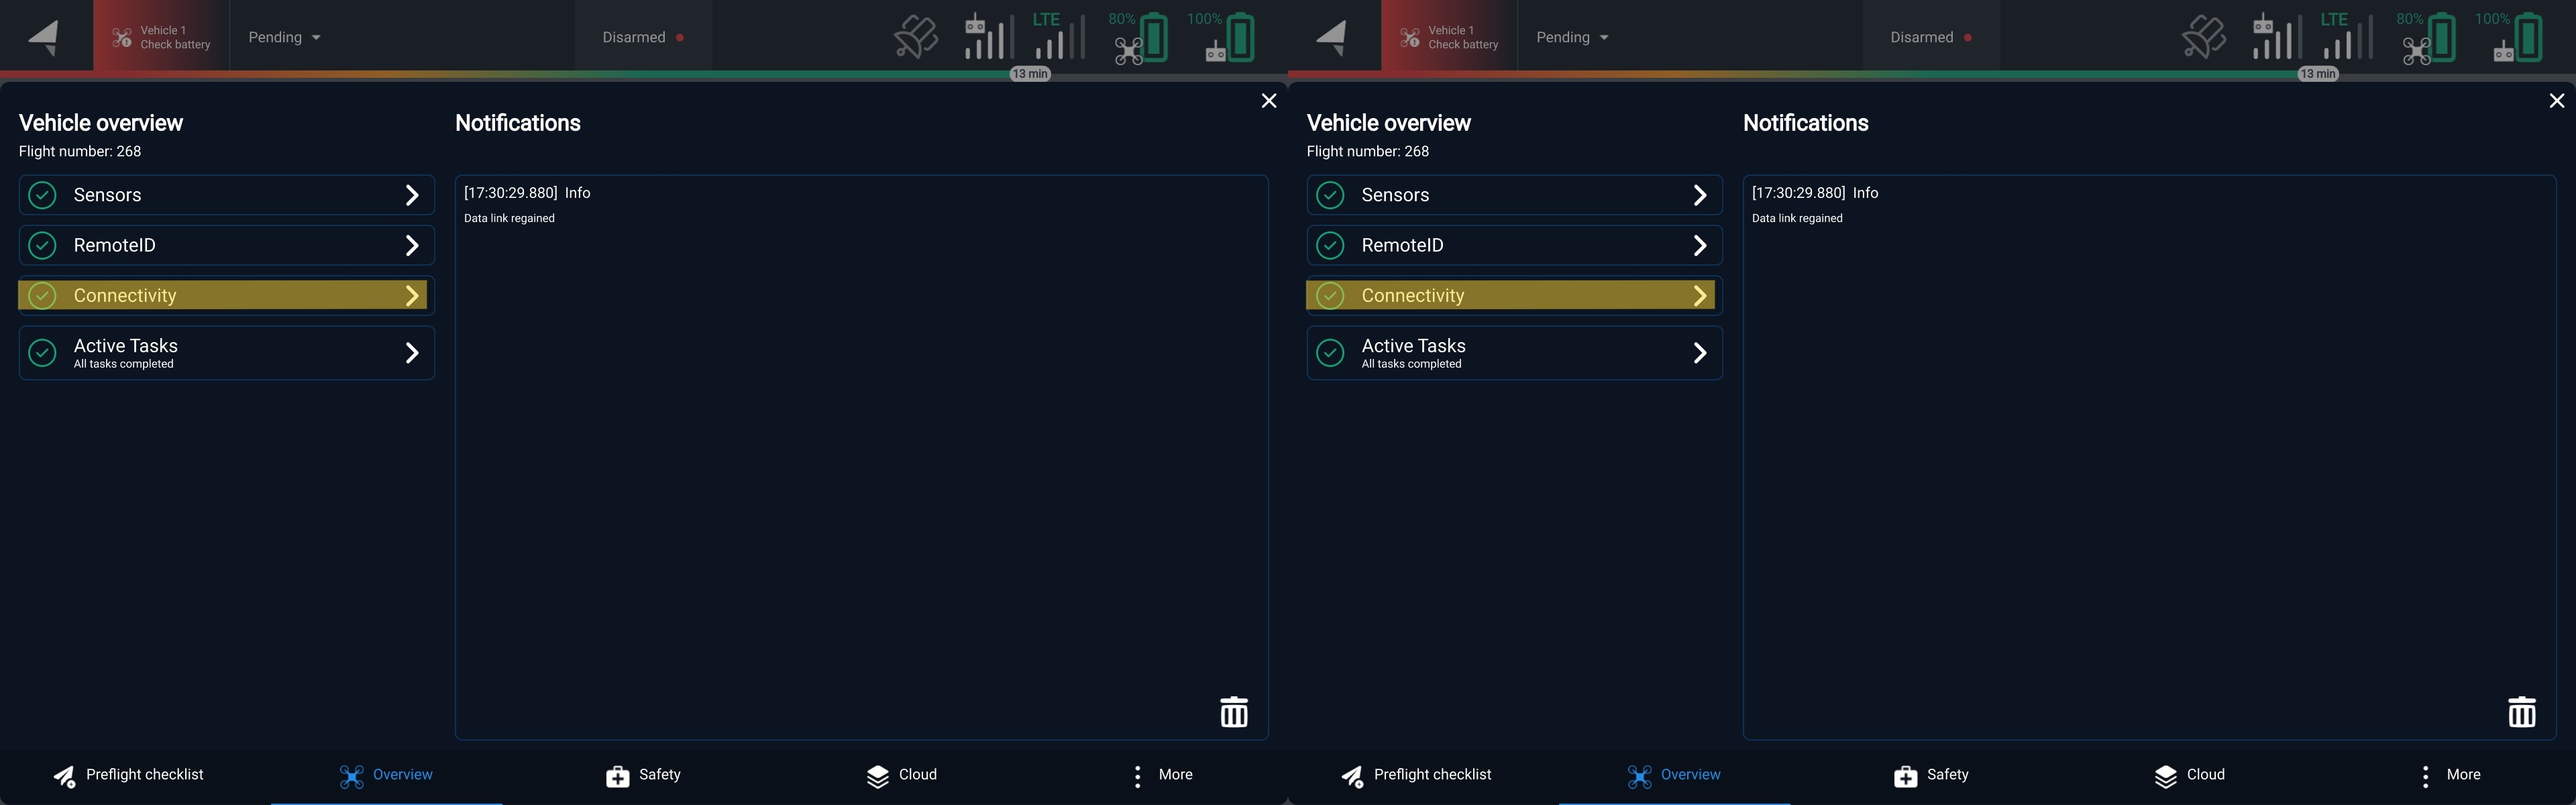 Vehicle 1
Check battery
Pending
Disarmed
LTE
80%
100%
13 min
Vehicle overview
Flight number: 268
Sensors
RemoteID
Connectivity
Active Tasks
All tasks completed
Notifications
[17:30:29.880] Info
Data link regained
Preflight checklist
Overview
Safety
Cloud
More
Vehicle 1
Check battery
Pending
Disarmed
LTE
80%
100%
13 min
Vehicle overview
Flight number: 268
Sensors
RemoteID
Connectivity
Active Tasks
All tasks completed
Notifications
[17:30:29.880] Info
Data link regained
Preflight checklist
Overview
Safety
Cloud
More